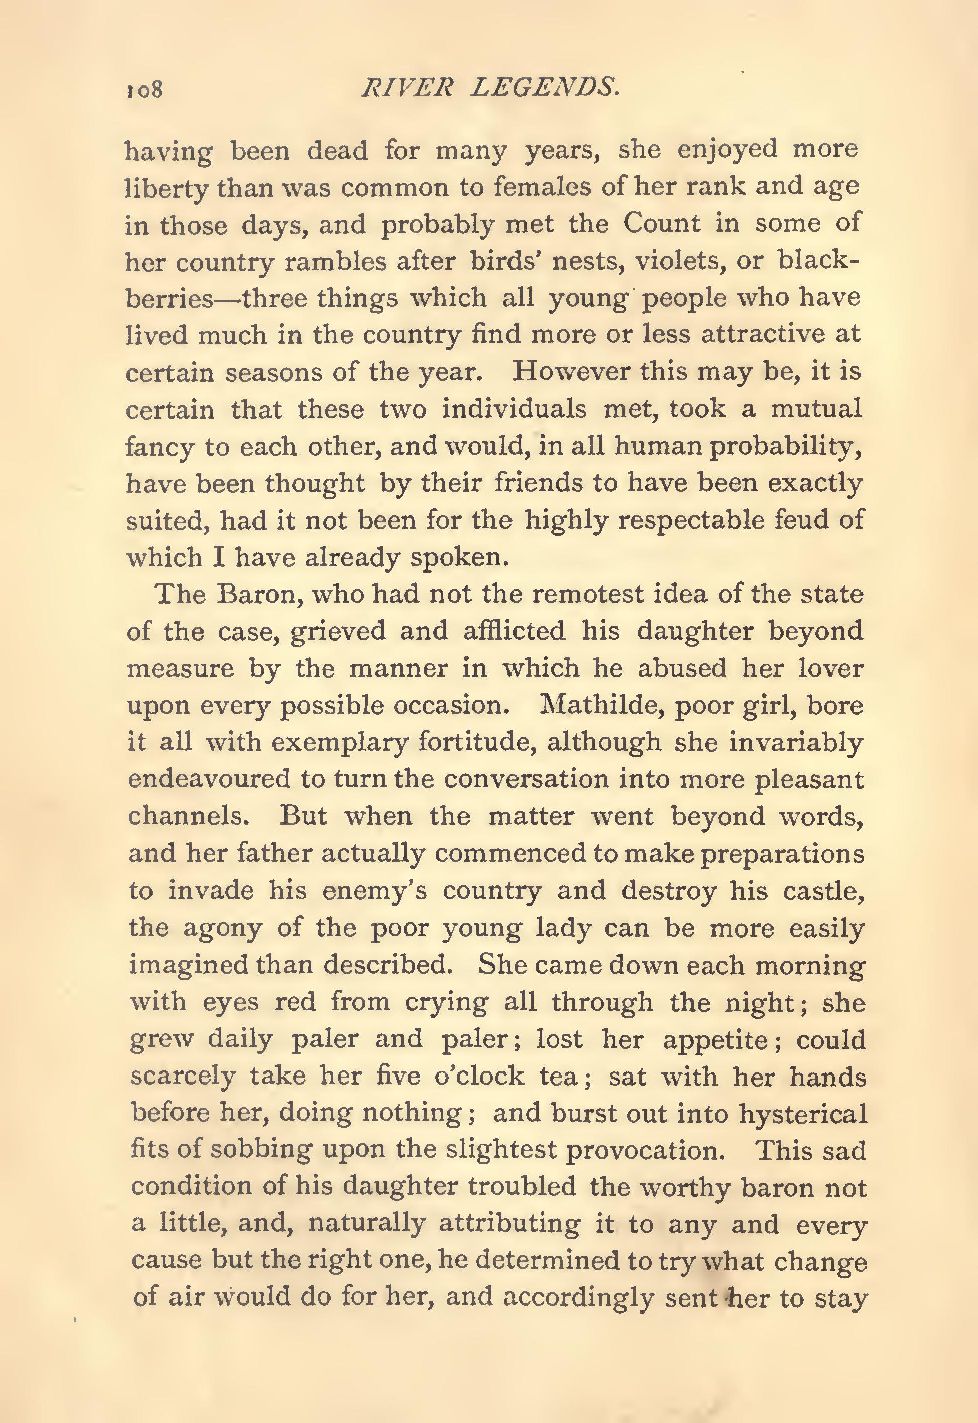 108 RIVER LEGENDS.
having been dead for many years, she enjoyed more
liberty than was common to females of her rank and age
in those days, and probably met the Count in some of
her country rambles after birds' nests, violets, or black-
berries—three things which all young people who have
lived much in the country find more or less attractive at
certain seasons of the year. However this may be, it is
certain that these two individuals met, took a mutual
fancy to each other, and would, in all human probability,
have been thought by their friends to have been exactly
suited, had it not been for the highly respectable feud of
which I have already spoken.
The Baron, who had not the remotest idea of the state
of the case, grieved and afflicted his daughter beyond
measure by the manner in which he abused her lover
upon every possible occasion. Mathilde, poor girl, bore
it all with exemplary fortitude, although she invariably
endeavoured to turn the conversation into more pleasant
channels. But when the matter went beyond words,
and her father actually commenced to make preparations
to invade his enemy's country and destroy his castle,
the agony of the poor young lady can be more easily
imagined than described. She came down each morning
with eyes red from crying all through the night; she
grew daily paler and paler; lost her appetite; could
scarcely take her five o'clock tea; sat with her hands
before her, doing nothing; and burst out into hysterical
fits of sobbing upon the slightest provocation. This sad
condition of his daughter troubled the worthy baron not
a little, and, naturally attributing it to any and every
cause but the right one, he determined to try what change
of air would do for her, and accordingly sent her to stay